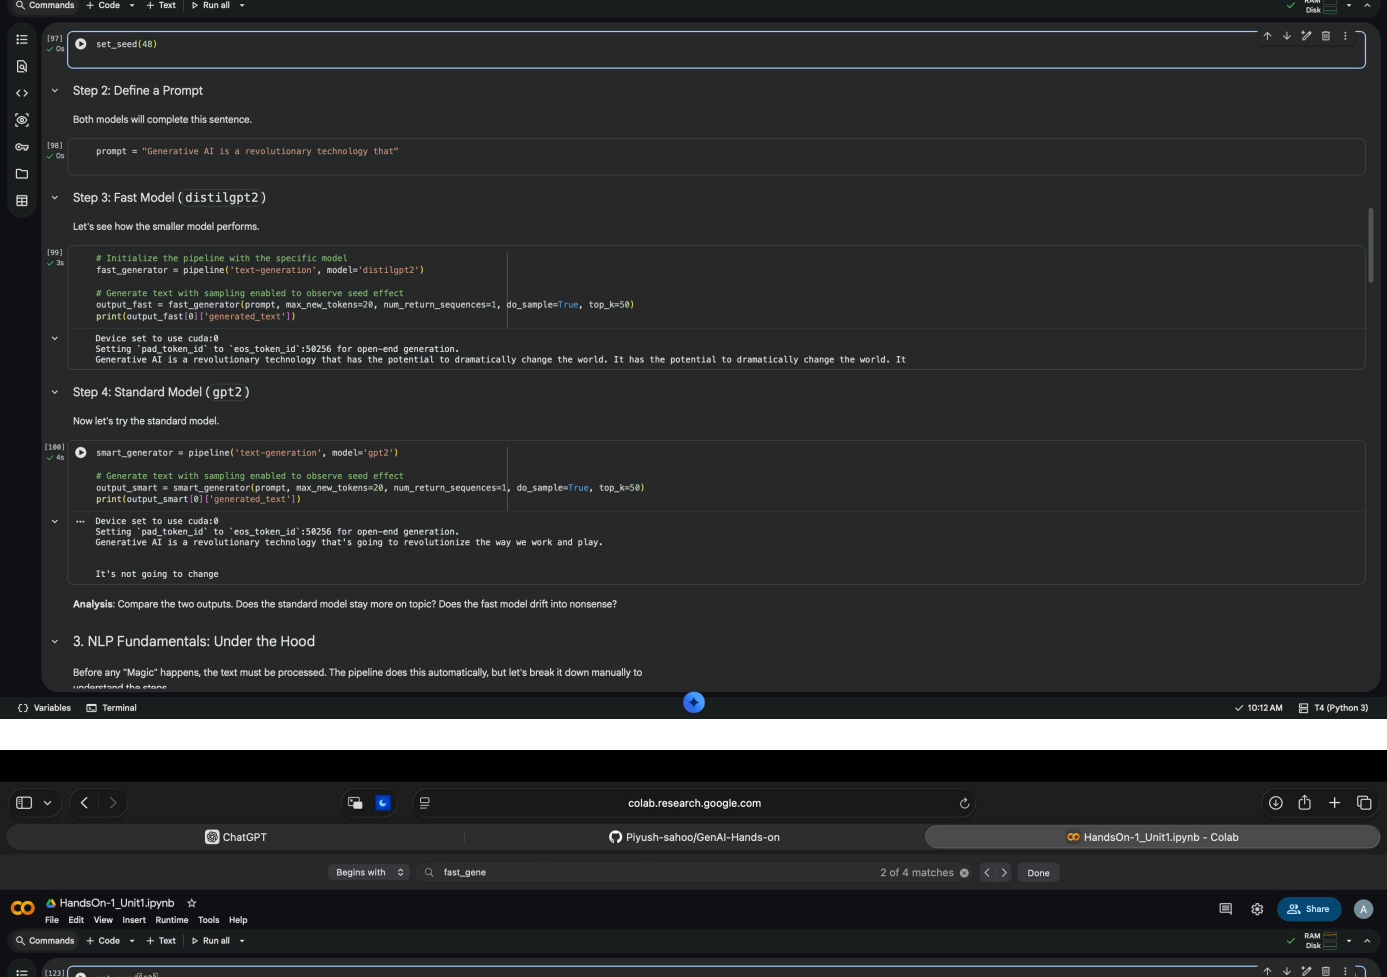 Commands + Code + Text Run all
RAM
Disk
[97] set_seed(48)
0s
Step 2: Define a Prompt
Both models will complete this sentence.
[98] prompt = "Generative AI is a revolutionary technology that"
0s
Step 3: Fast Model ( distilgpt2 )
Let's see how the smaller model performs.
[99] # Initialize the pipeline with the specific model
3s fast_generator = pipeline('text-generation', model='distilgpt2')
# Generate text with sampling enabled to observe seed effect
output_fast = fast_generator(prompt, max_new_tokens=20, num_return_sequences=1, do_sample=True, top_k=50)
print(output_fast[0]['generated_text'])
Device set to use cuda:0
Setting `pad_token_id` to `eos_token_id`:50256 for open-end generation.
Generative AI is a revolutionary technology that has the potential to dramatically change the world. It has the potential to dramatically change the world. It
Step 4: Standard Model ( gpt2 )
Now let's try the standard model.
[100] smart_generator = pipeline('text-generation', model='gpt2')
4s
# Generate text with sampling enabled to observe seed effect
output_smart = smart_generator(prompt, max_new_tokens=20, num_return_sequences=1, do_sample=True, top_k=50)
print(output_smart[0]['generated_text'])
Device set to use cuda:0
Setting `pad_token_id` to `eos_token_id`:50256 for open-end generation.
Generative AI is a revolutionary technology that's going to revolutionize the way we work and play.
It's not going to change
Analysis: Compare the two outputs. Does the standard model stay more on topic? Does the fast model drift into nonsense?
3. NLP Fundamentals: Under the Hood
Before any "Magic" happens, the text must be processed. The pipeline does this automatically, but let's break it down manually to
understand the steps
Variables Terminal 10:12 AM T4 (Python 3)
colab.research.google.com
ChatGPT Piyush-sahoo/GenAI-Hands-on HandsOn-1_Unit1.ipynb - Colab
Begins with fast_gene 2 of 4 matches Done
HandsOn-1_Unit1.ipynb
File Edit View Insert Runtime Tools Help
Share A
Commands + Code + Text Run all
RAM
Disk
[123]